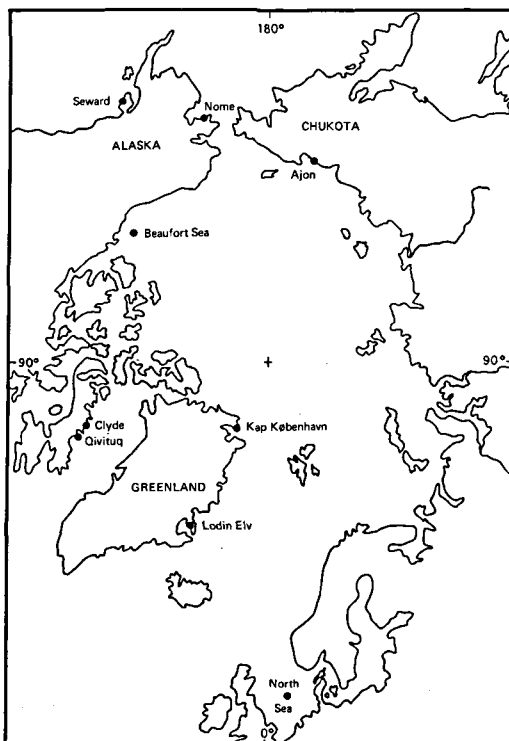 180°
Seward
Nome
CHUKOTA
ALASKA
Ajon
Beaufort Sea
90°
90°
Clyde
Kap København
Qivituq
GREENLAND
Lodin Elv
North
Sea
0°